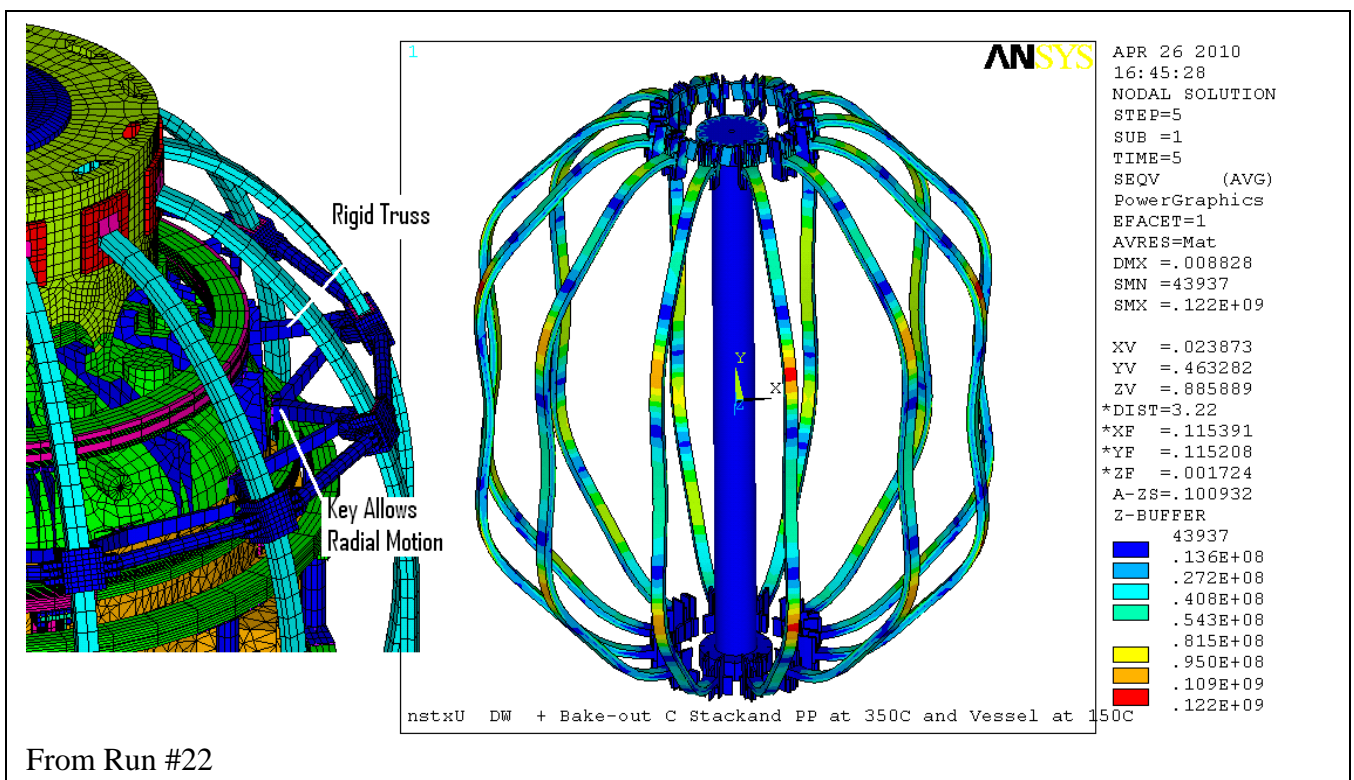 Rigid Truss
Key Allows
Radial Motion
1
ANSYS
Y
X
Z
nstxU DW + Bake-out C Stackand PP at 350C and Vessel at 150C
APR 26 2010
16:45:28
NODAL SOLUTION
STEP=5
SUB =1
TIME=5
SEQV (AVG)
PowerGraphics
EFACET=1
AVRES=Mat
DMX =.008828
SMN =43937
SMX =.122E+09
XV =.023873
YV =.463282
ZV =.885889
*DIST=3.22
*XF =.115391
*YF =.115208
*ZF =.001724
A-ZS=.100932
Z-BUFFER
43937
.136E+08
.272E+08
.408E+08
.543E+08
.815E+08
.950E+08
.109E+09
.122E+09
From Run #22